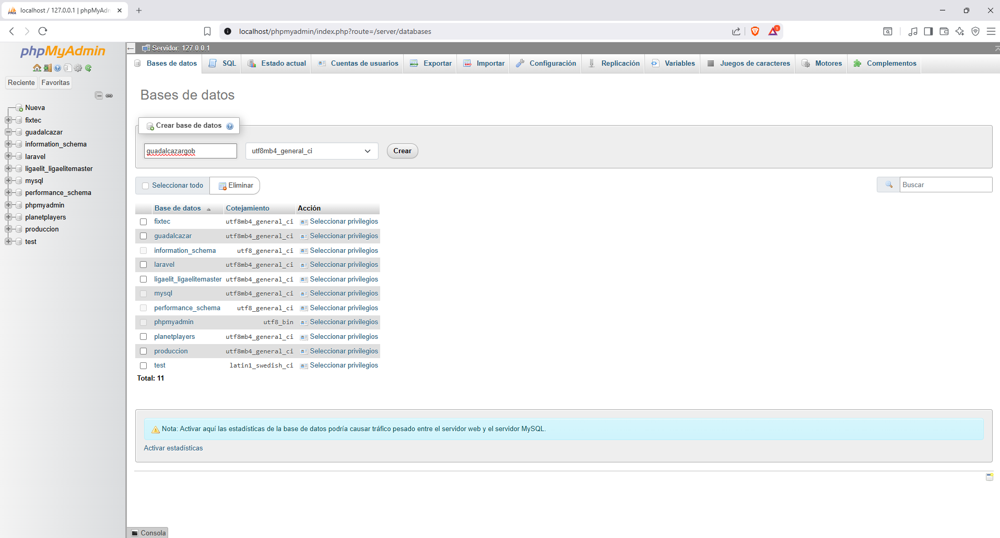 localhost / 127.0.0.1 | phpMyAdm
localhost/phpmyadmin/index.php?route=/server/databases
1
phpMyAdmin
Reciente Favoritas
Nueva
fixtec
guadalcazar
information_schema
laravel
ligaelit_ligaelitemaster
mysql
performance_schema
phpmyadmin
planetplayers
produccion
test
Servidor: 127.0.0.1
Bases de datos SQL Estado actual Cuentas de usuarios Exportar Importar Configuración Replicación Variables Juegos de caracteres Motores Complementos
Bases de datos
Crear base de datos
guadalcazargob utf8mb4_general_ci Crear
Seleccionar todo Eliminar Buscar
Base de datos Cotejamiento Acción
fixtec utf8mb4_general_ci Seleccionar privilegios
guadalcazar utf8mb4_general_ci Seleccionar privilegios
information_schema utf8_general_ci Seleccionar privilegios
laravel utf8mb4_general_ci Seleccionar privilegios
ligaelit_ligaelitemaster utf8mb4_general_ci Seleccionar privilegios
mysql utf8mb4_general_ci Seleccionar privilegios
performance_schema utf8_general_ci Seleccionar privilegios
phpmyadmin utf8_bin Seleccionar privilegios
planetplayers utf8mb4_general_ci Seleccionar privilegios
produccion utf8mb4_general_ci Seleccionar privilegios
test latin1_swedish_ci Seleccionar privilegios
Total: 11
Nota: Activar aquí las estadísticas de la base de datos podría causar tráfico pesado entre el servidor web y el servidor MySQL.
Activar estadísticas
Consola